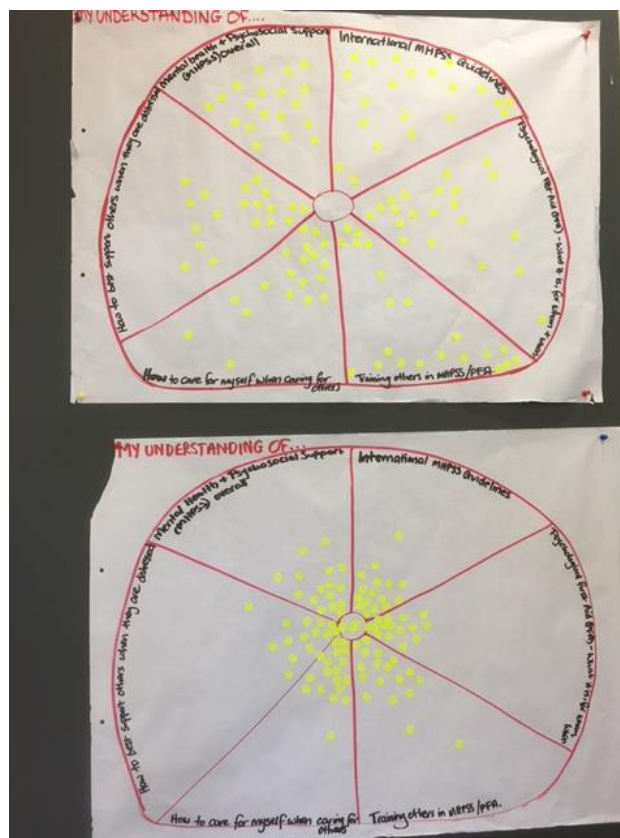 MY UNDERSTANDING OF....
Mental health + Psychosocial Support
(MHPSS) overall
International MHPSS Guidelines
Psychological First Aid (PFA) - What it is, for whom + when
Training others in MHPSS/PFA
How to care for myself when caring for
others
How to best support others when they are distressed
MY UNDERSTANDING OF...
Mental Health + Psychosocial Support
(MHPSS) overall
International MHPSS Guidelines
Psychological First Aid (PFA) - What it is, for whom
when
Training others in MHPSS/PFA.
How to care for myself when caring for
others
How to best support others when they are distressed